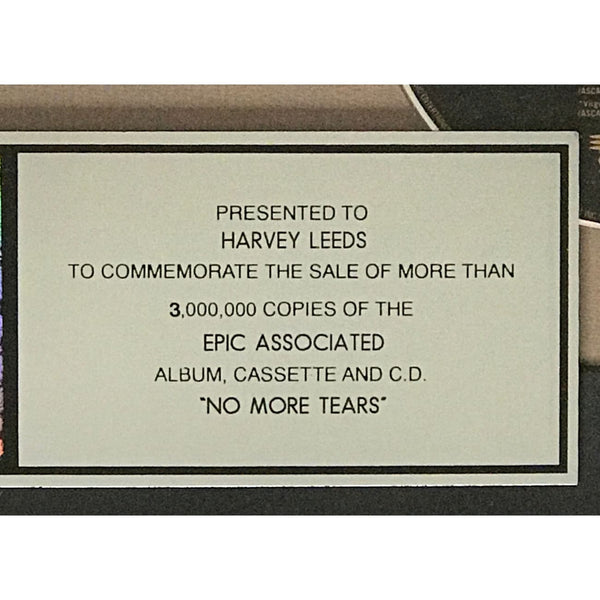 PRESENTED TO
HARVEY LEEDS
TO COMMEMORATE THE SALE OF MORE THAN
3,000,000 COPIES OF THE
EPIC ASSOCIATED
ALBUM, CASSETTE AND C.D.
"NO MORE TEARS"